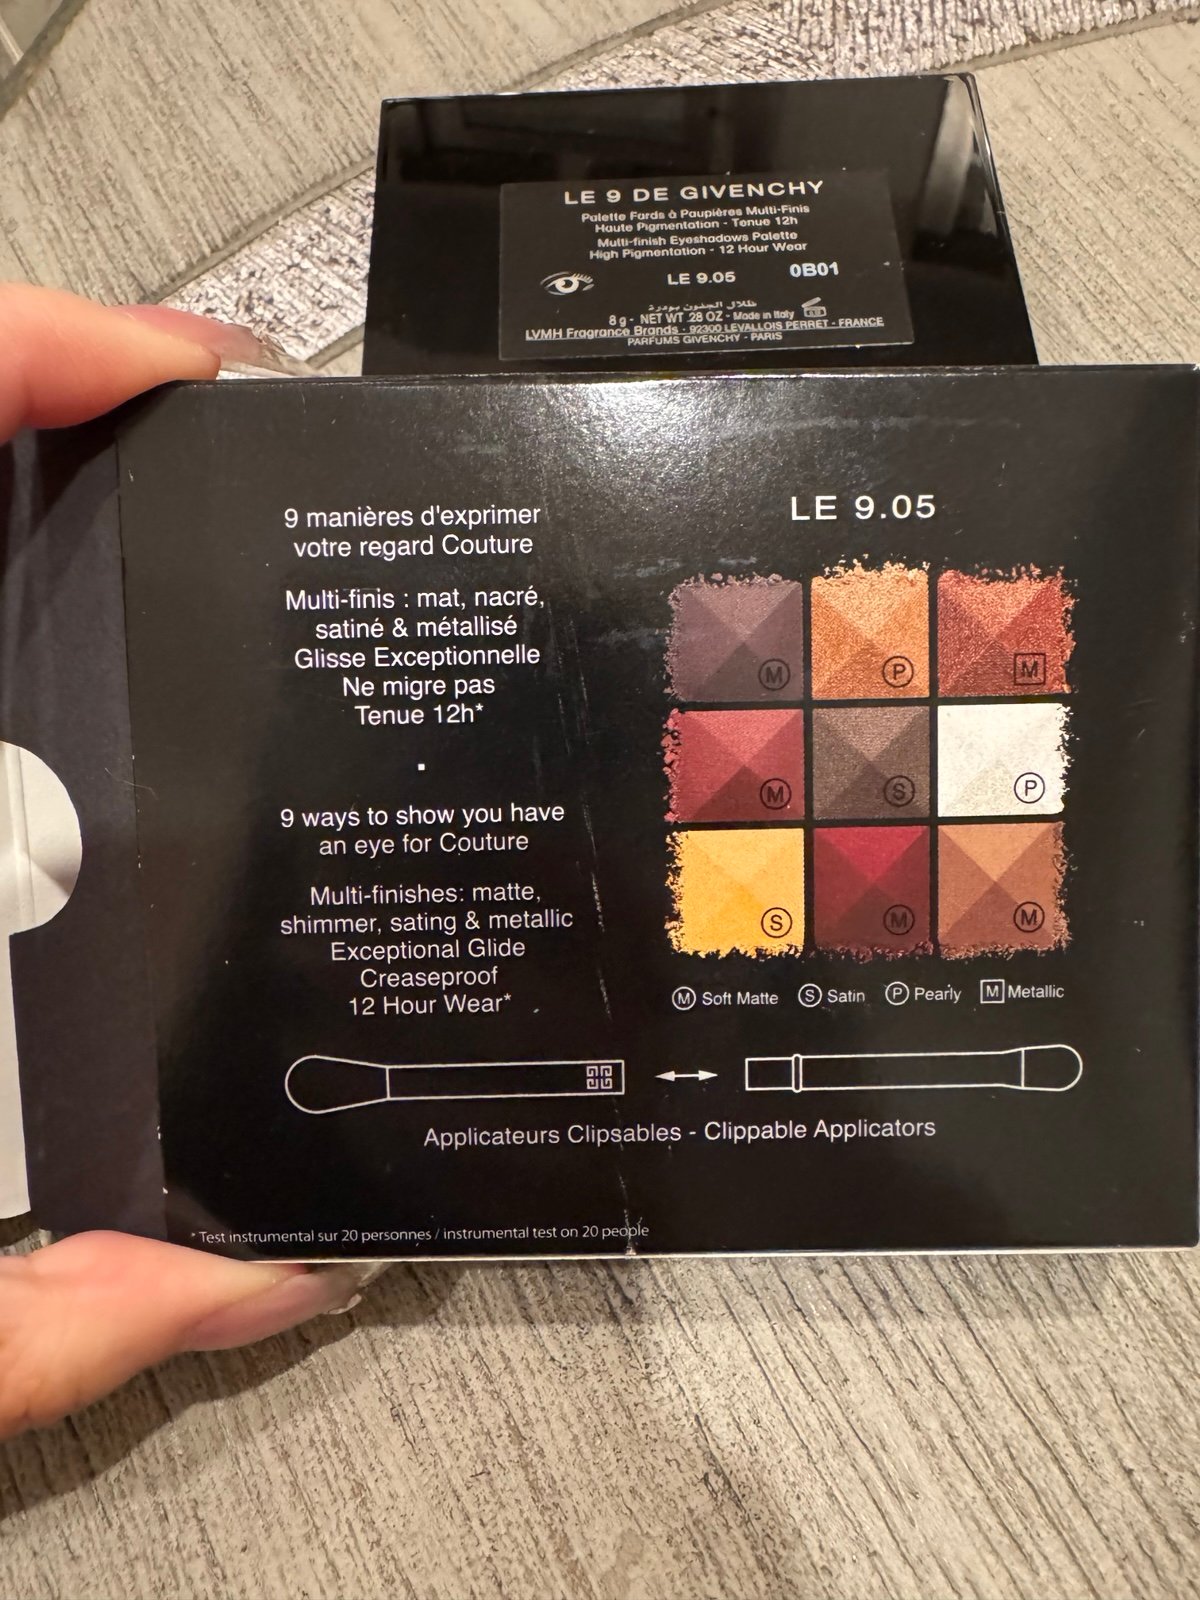 LE 9 DE GIVENCHY
Palette Fards à Paupières Multi-Finis
Haute Pigmentation - Tenue 12h
Multi-finish Eyeshadows Palette
High Pigmentation - 12 Hour Wear
LE 9.05
0B01
ظلال الجفون بودرة
8 g - NET WT .28 OZ - Made in Italy
LVMH Fragrance Brands - 92300 LEVALLOIS PERRET - FRANCE
PARFUMS GIVENCHY - PARIS
9 manières d'exprimer
votre regard Couture
Multi-finis : mat, nacré,
satiné & métallisé
Glisse Exceptionnelle
Ne migre pas
Tenue 12h*
9 ways to show you have
an eye for Couture
Multi-finishes: matte,
shimmer, sating & metallic
Exceptional Glide
Creaseproof
12 Hour Wear*
LE 9.05
M P M
M S P
S M M
M Soft Matte S Satin P Pearly M Metallic
Applicateurs Clipsables - Clippable Applicators
* Test instrumental sur 20 personnes / instrumental test on 20 people